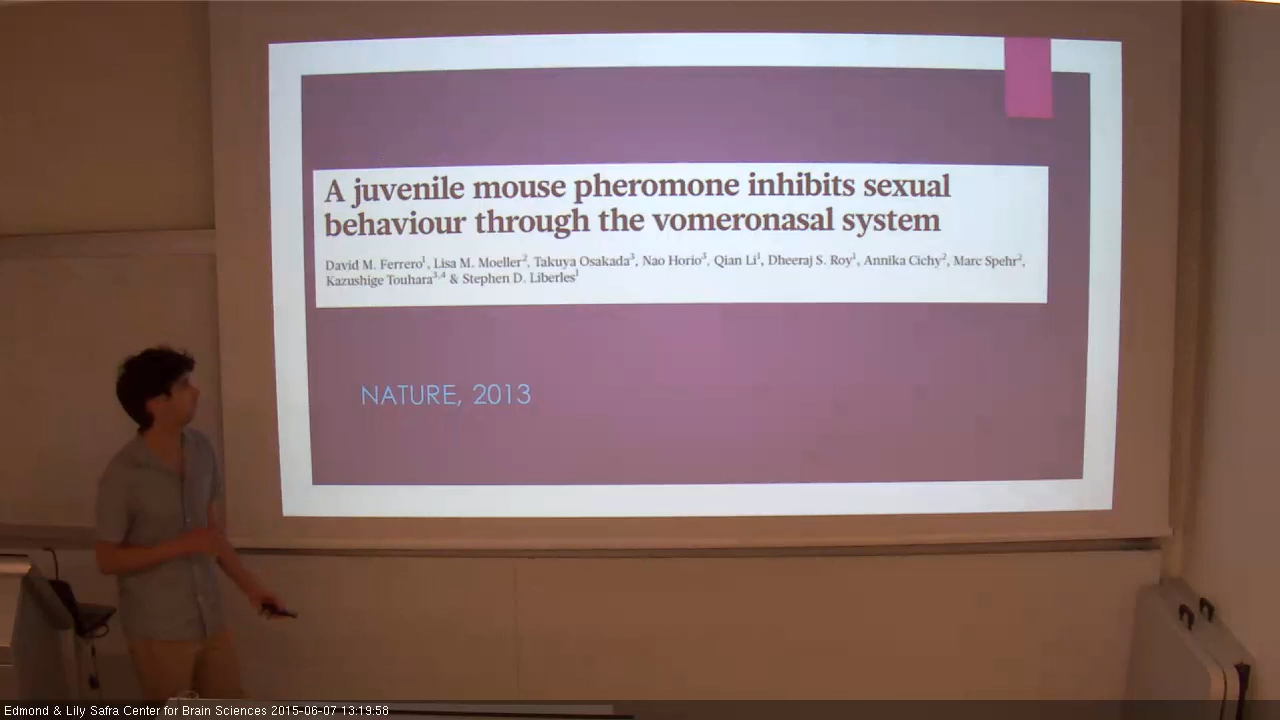 A juvenile mouse pheromone inhibits sexual
behaviour through the vomeronasal system
David M. Ferrero¹, Lisa M. Moeller², Takuya Osakada³, Nao Horio³, Qian Li¹, Dheeraj S. Roy¹, Annika Cichy², Marc Spehr²,
Kazushige Touhara³·⁴ & Stephen D. Liberles¹
NATURE, 2013
Edmond & Lily Safra Center for Brain Sciences 2015-06-07 13:19:58